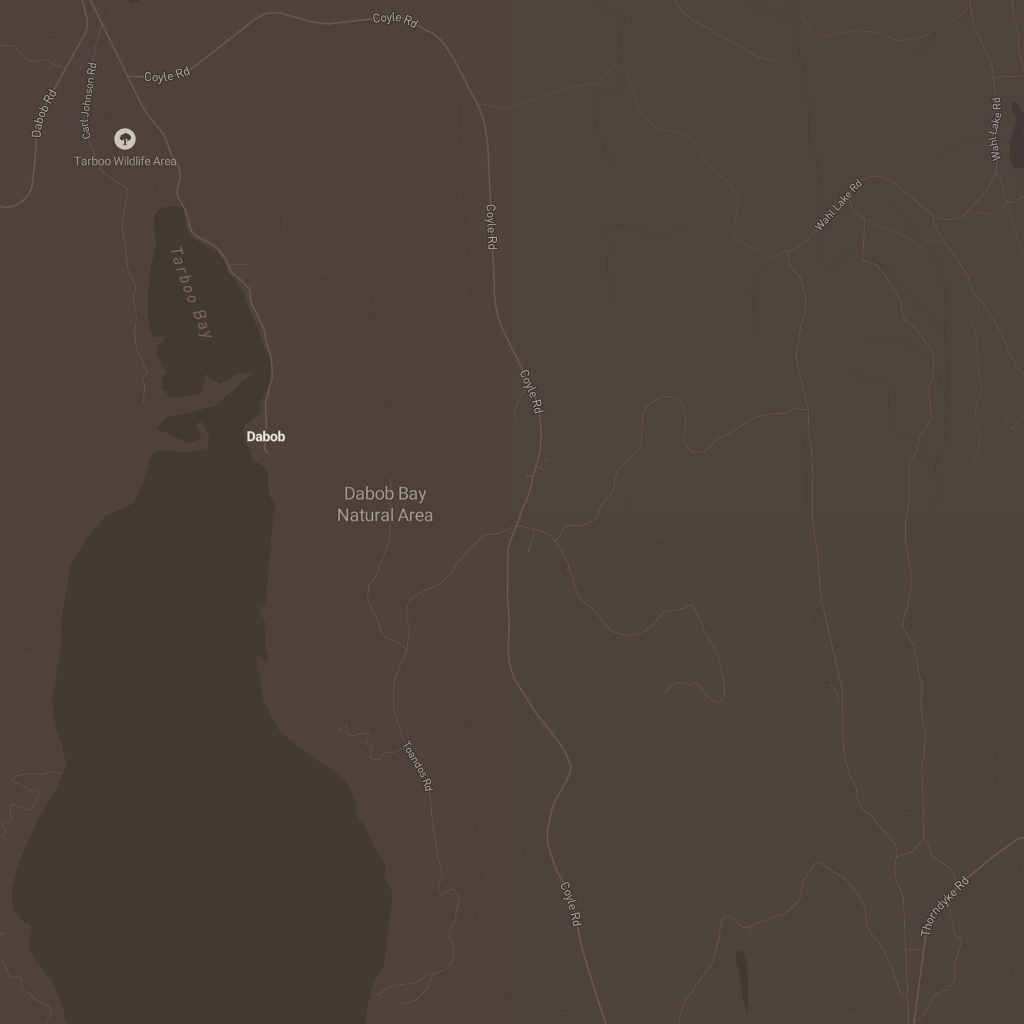 Coyle Rd
Coyle Rd
Dabob Rd
Carl Johnson Rd
Tarboo Wildlife Area
Wahl Lake Rd
Wahl Lake Rd
Coyle Rd
Tarboo Bay
Coyle Rd
Dabob
Dabob Bay
Natural Area
Toandos Rd
Coyle Rd
Thorndyke Rd